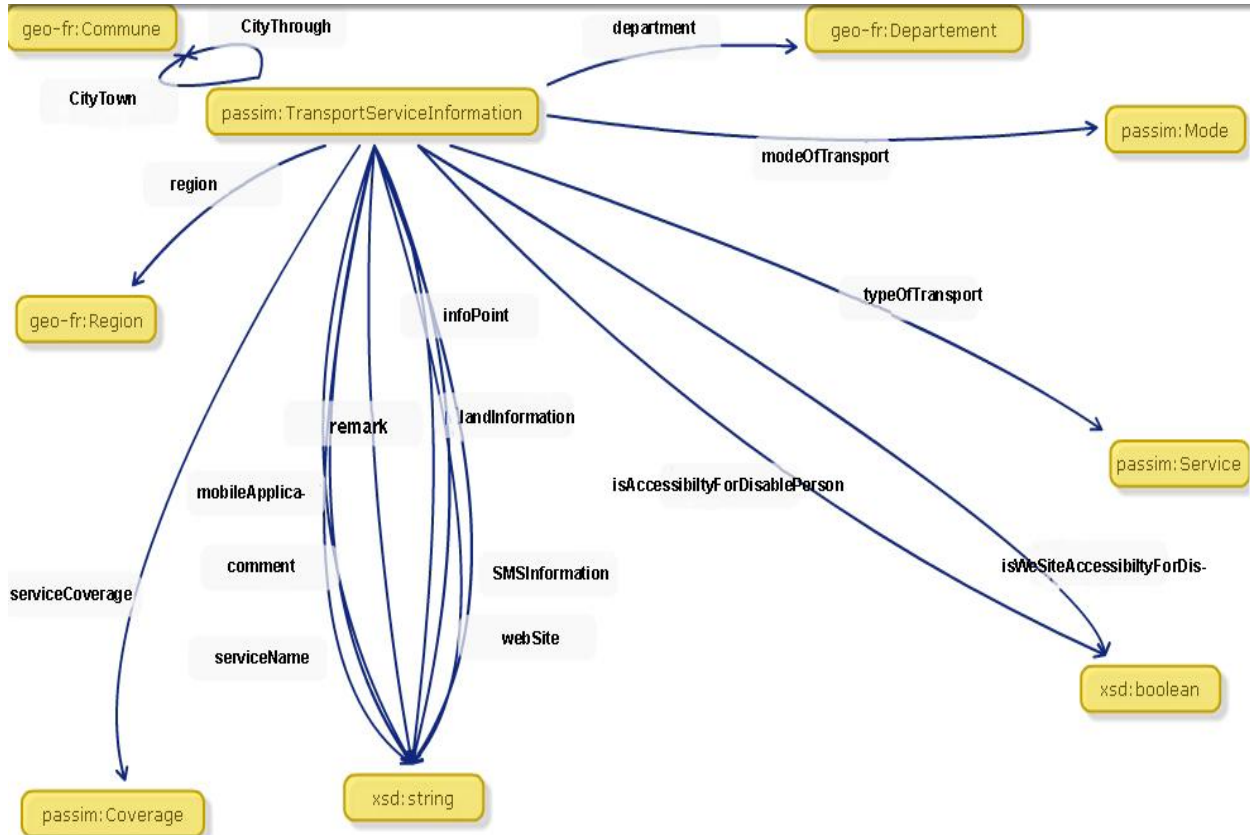 geo-fr:Commune
CityThrough
department
geo-fr:Departement
CityTown
passim:TransportServiceInformation
passim:Mode
modeOfTransport
region
typeOfTransport
infoPoint
geo-fr:Region
landInformation
remark
passim:Service
isAccessibiltyForDisablePerson
mobileApplica-
comment
SMSInformation
isWeSiteAccessibiltyForDis-
serviceCoverage
webSite
serviceName
xsd:boolean
xsd:string
passim:Coverage